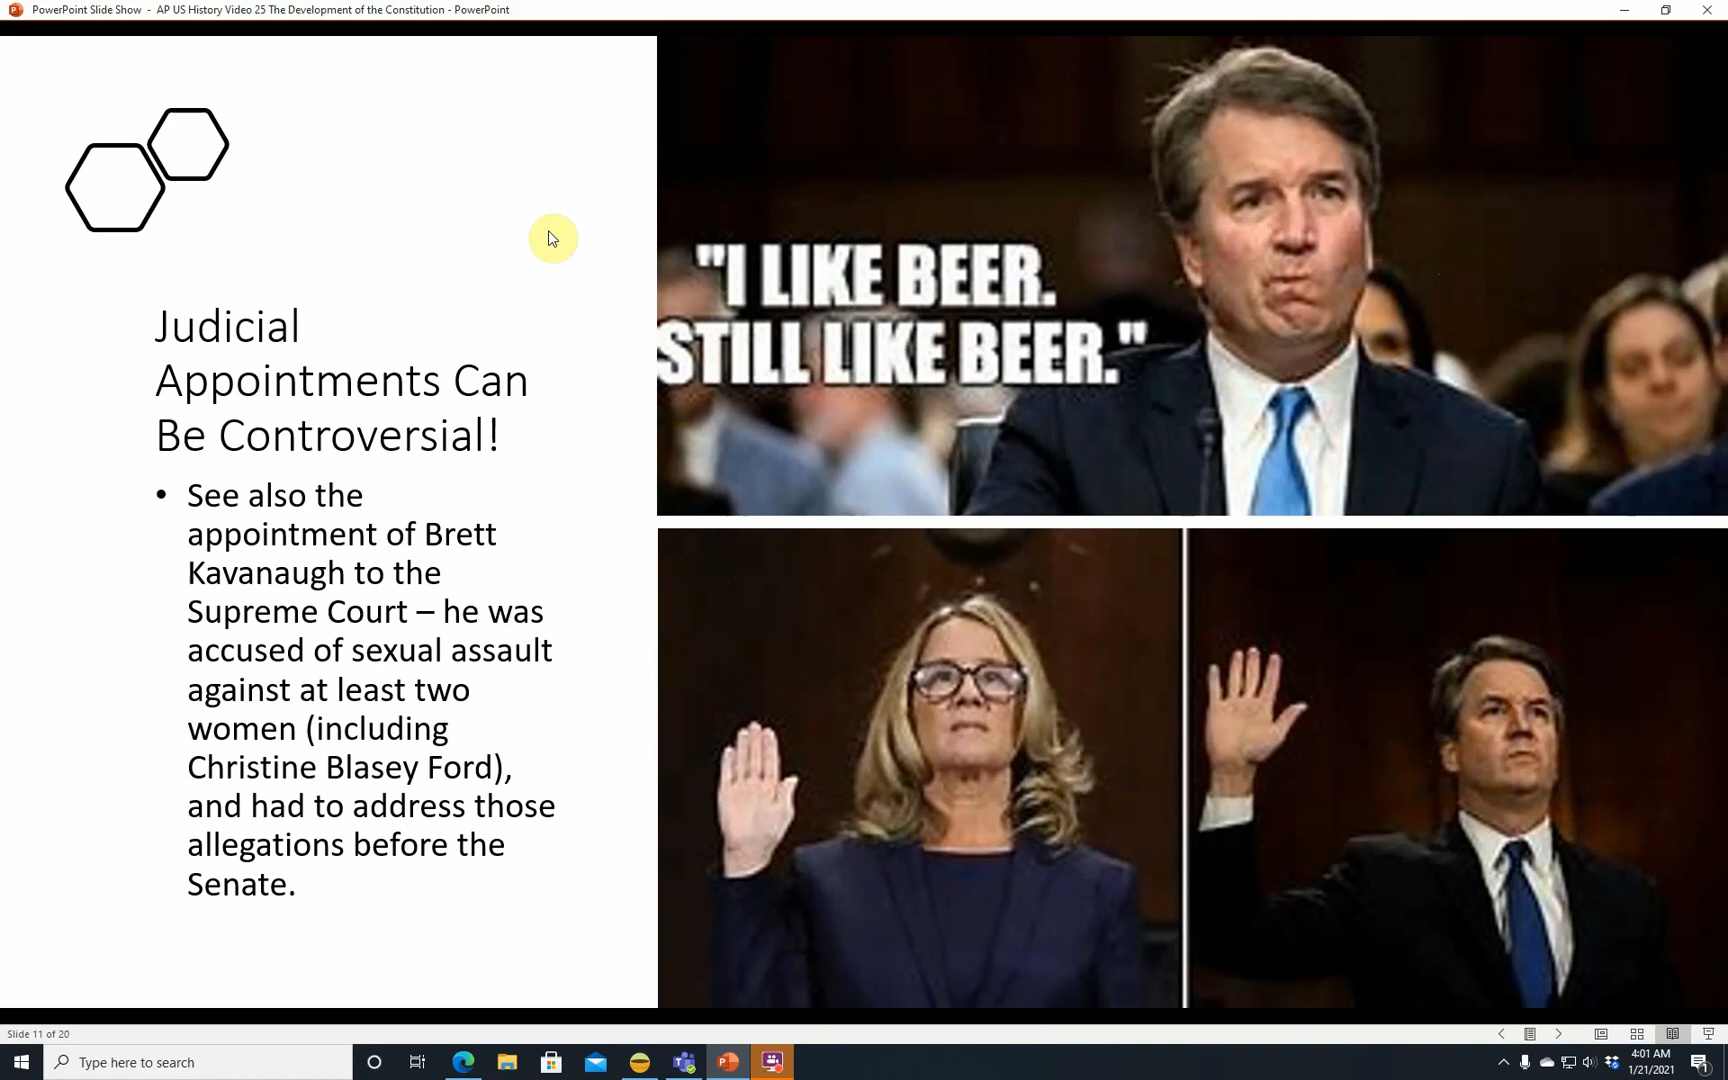 PowerPoint Slide Show - AP US History Video 25 The Development of the Constitution - PowerPoint
"I LIKE BEER.
STILL LIKE BEER."
Judicial
Appointments Can
Be Controversial!
• See also the
appointment of Brett
Kavanaugh to the
Supreme Court – he was
accused of sexual assault
against at least two
women (including
Christine Blasey Ford),
and had to address those
allegations before the
Senate.
Slide 11 of 20
Type here to search
4:01 AM
1/21/2021
1